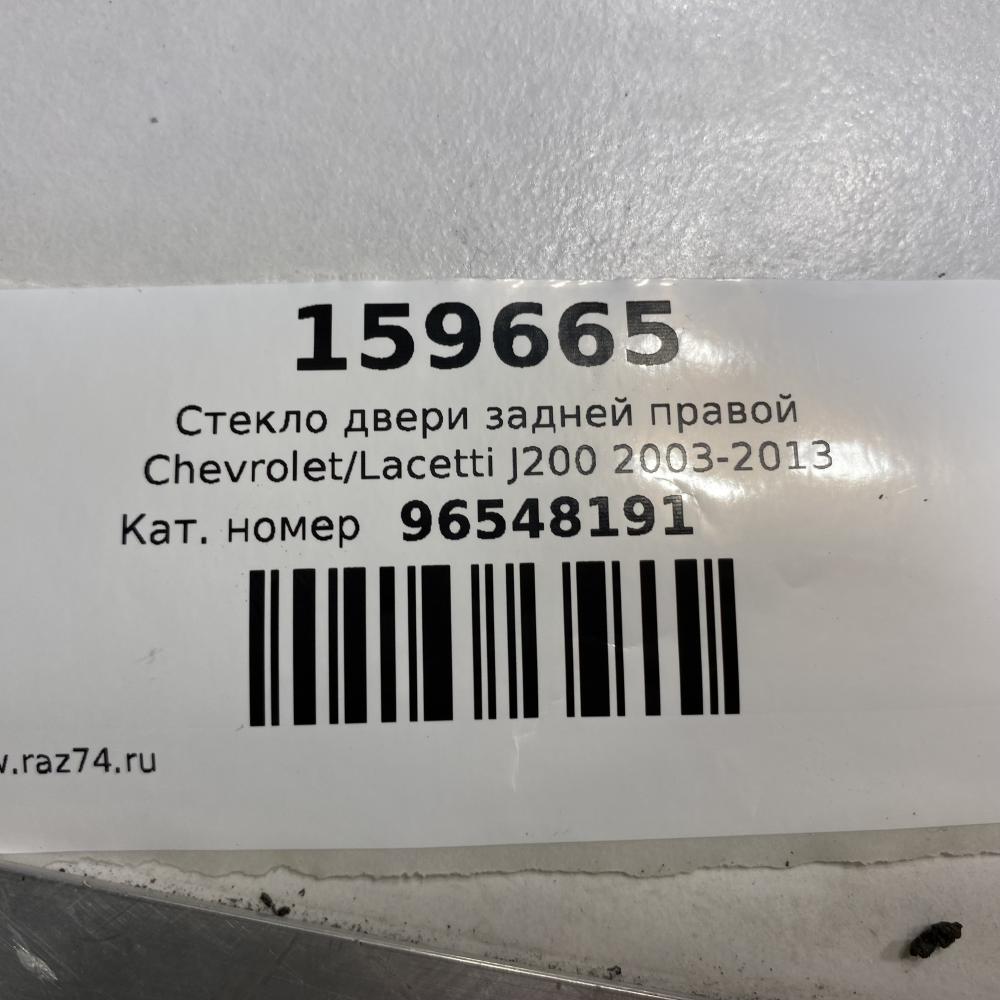 159665
Стекло двери задней правой
Chevrolet/Lacetti J200 2003-2013
Кат. номер 96548191
w.raz74.ru